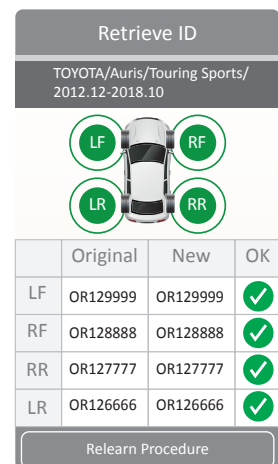 Retrieve ID
TOYOTA/Auris/Touring Sports/
2012.12-2018.10
LF RF
LR RR
Original New OK
LF OR129999 OR129999
RF OR128888 OR128888
RR OR127777 OR127777
LR OR126666 OR126666
Relearn Procedure